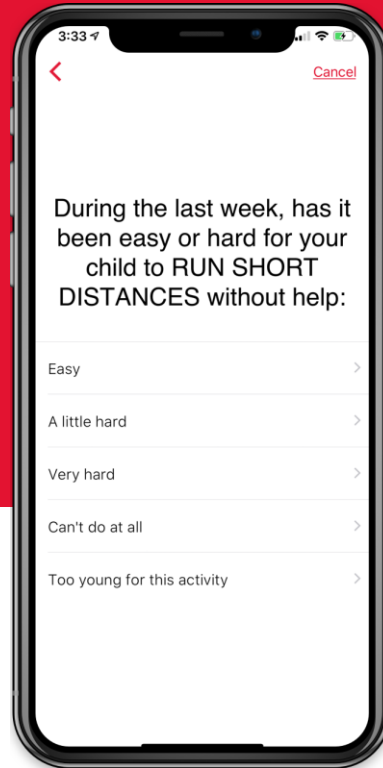 3:33
Cancel
During the last week, has it
been easy or hard for your
child to RUN SHORT
DISTANCES without help:
Easy
A little hard
Very hard
Can't do at all
Too young for this activity